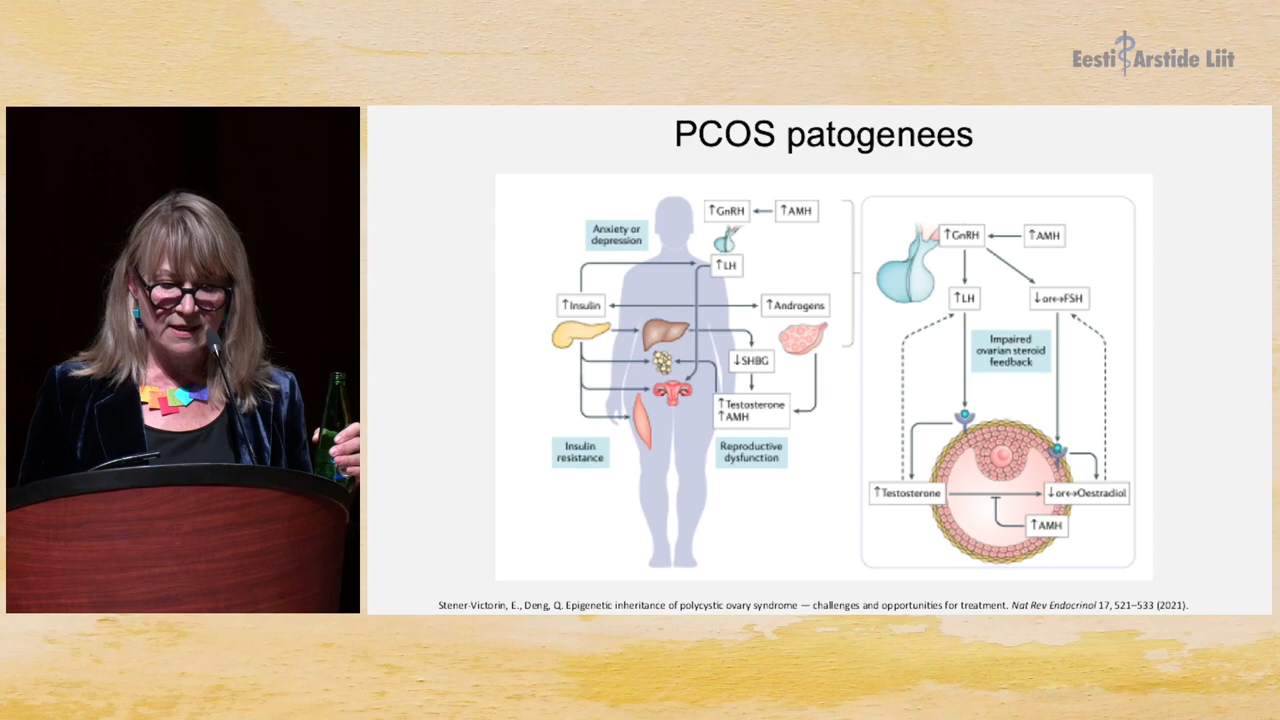 Eesti Arstide Liit
PCOS patogenees
↑GnRH
↑AMH
Anxiety or
depression
↑LH
↑Insulin
↑Androgens
↓SHBG
↑Testosterone
↑AMH
Insulin
resistance
Reproductive
dysfunction
↑GnRH
↑AMH
↑LH
↓or↔FSH
Impaired
ovarian steroid
feedback
↑Testosterone
↓or↔Oestradiol
↑AMH
Stener-Victorin, E., Deng, Q. Epigenetic inheritance of polycystic ovary syndrome — challenges and opportunities for treatment. Nat Rev Endocrinol 17, 521–533 (2021).